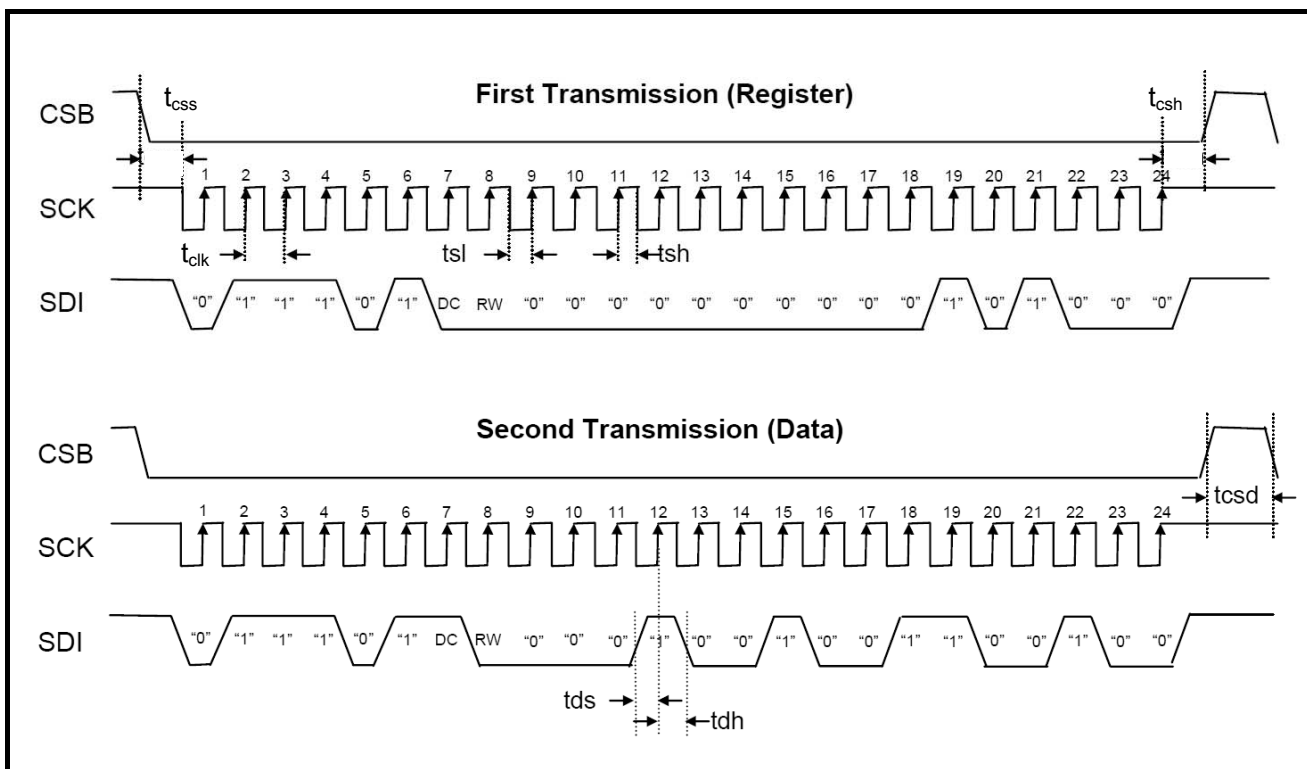 First Transmission (Register)
CSB
t_css
t_csh
t
SCK
1 2 3 4 5 6 7 8 9 10 11 12 13 14 15 16 17 18 19 20 21 22 23 24
t_clk
tsl
tsh
SDI
“0” “1” “1” “1” “0” “1” DC RW “0” “0” “0” “0” “0” “0” “0” “0” “0” “0” “1” “0” “1” “0” “0” “0”
Second Transmission (Data)
CSB
tcsd
SCK
1 2 3 4 5 6 7 8 9 10 11 12 13 14 15 16 17 18 19 20 21 22 23 24
SDI
“0” “1” “1” “1” “0” “1” DC RW “0” “0” “0” “1” “0” “0” “1” “0” “0” “1” “1” “0” “0” “1” “0” “0”
tds
tdh